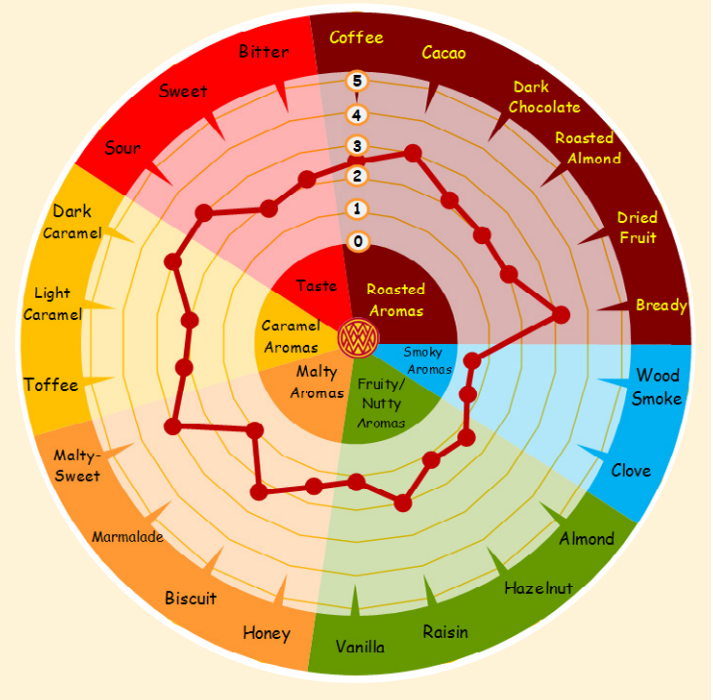 Coffee
Cacao
Dark
Chocolate
Roasted
Almond
Dried
Fruit
Bready
Wood
Smoke
Clove
Almond
Hazelnut
Raisin
Vanilla
Honey
Biscuit
Marmalade
Malty-
Sweet
Toffee
Light
Caramel
Dark
Caramel
Sour
Sweet
Bitter
5
4
3
2
1
0
Taste
Roasted
Aromas
Smoky
Aromas
Fruity/
Nutty
Aromas
Malty
Aromas
Caramel
Aromas